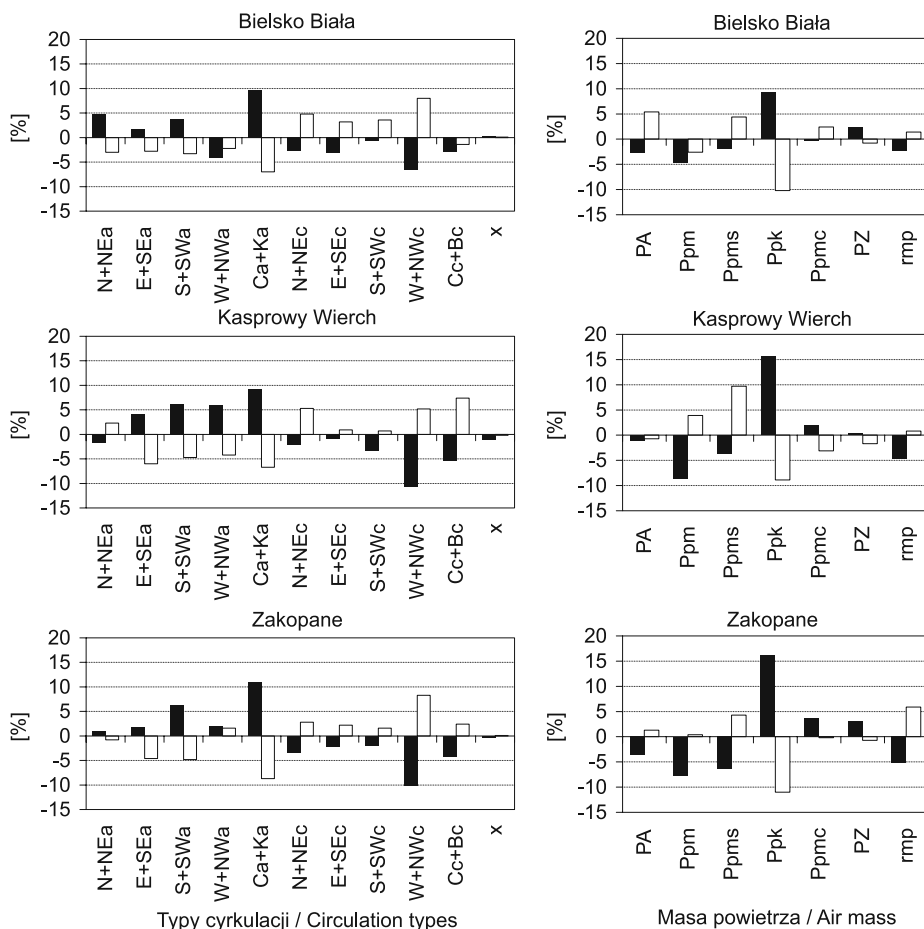 Bielsko Biała
[%]
20
15
10
5
0
-5
-10
-15
N+NEa
E+SEa
S+SWa
W+NWa
Ca+Ka
N+NEc
E+SEc
S+SWc
W+NWc
Cc+Bc
x
Bielsko Biała
[%]
20
15
10
5
0
-5
-10
-15
PA
Ppm
Ppms
Ppk
Ppmc
PZ
rmp
Kasprowy Wierch
[%]
20
15
10
5
0
-5
-10
-15
N+NEa
E+SEa
S+SWa
W+NWa
Ca+Ka
N+NEc
E+SEc
S+SWc
W+NWc
Cc+Bc
x
Kasprowy Wierch
[%]
20
15
10
5
0
-5
-10
-15
PA
Ppm
Ppms
Ppk
Ppmc
PZ
rmp
Zakopane
[%]
20
15
10
5
0
-5
-10
-15
N+NEa
E+SEa
S+SWa
W+NWa
Ca+Ka
N+NEc
E+SEc
S+SWc
W+NWc
Cc+Bc
x
Typy cyrkulacji / Circulation types
Zakopane
[%]
20
15
10
5
0
-5
-10
-15
PA
Ppm
Ppms
Ppk
Ppmc
PZ
rmp
Masa powietrza / Air mass